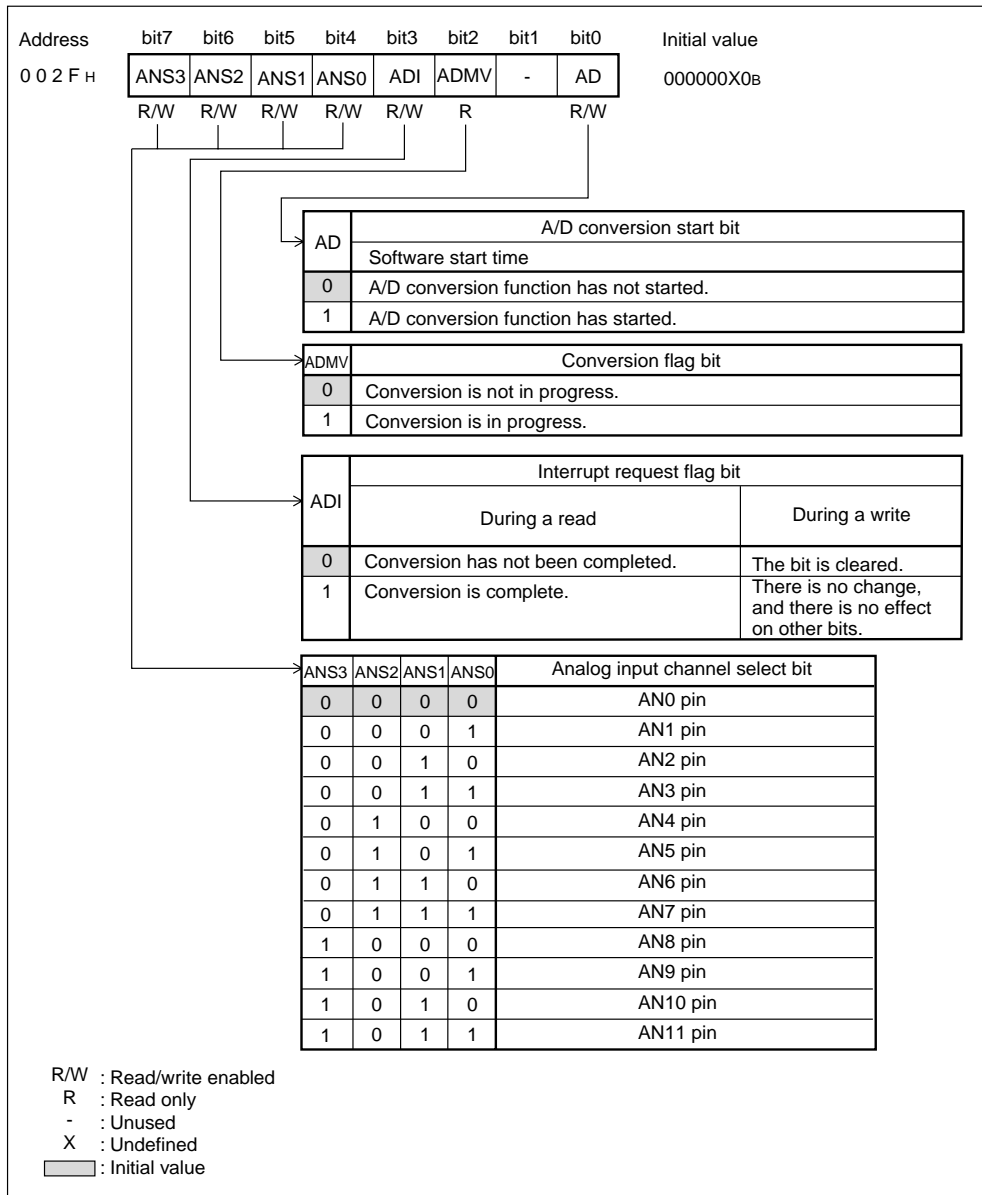 Address bit7 bit6 bit5 bit4 bit3 bit2 bit1 bit0 Initial value
0 0 2 F H ANS3 ANS2 ANS1 ANS0 ADI ADMV - AD 000000X0B
R/W R/W R/W R/W R/W R R/W
AD A/D conversion start bit
Software start time
0 A/D conversion function has not started.
1 A/D conversion function has started.
ADMV Conversion flag bit
0 Conversion is not in progress.
1 Conversion is in progress.
ADI Interrupt request flag bit
During a read During a write
0 Conversion has not been completed. The bit is cleared.
1 Conversion is complete. There is no change,
and there is no effect
on other bits.
ANS3 ANS2 ANS1 ANS0 Analog input channel select bit
0 0 0 0 AN0 pin
0 0 0 1 AN1 pin
0 0 1 0 AN2 pin
0 0 1 1 AN3 pin
0 1 0 0 AN4 pin
0 1 0 1 AN5 pin
0 1 1 0 AN6 pin
0 1 1 1 AN7 pin
1 0 0 0 AN8 pin
1 0 0 1 AN9 pin
1 0 1 0 AN10 pin
1 0 1 1 AN11 pin
R/W : Read/write enabled
R : Read only
- : Unused
X : Undefined
: Initial value